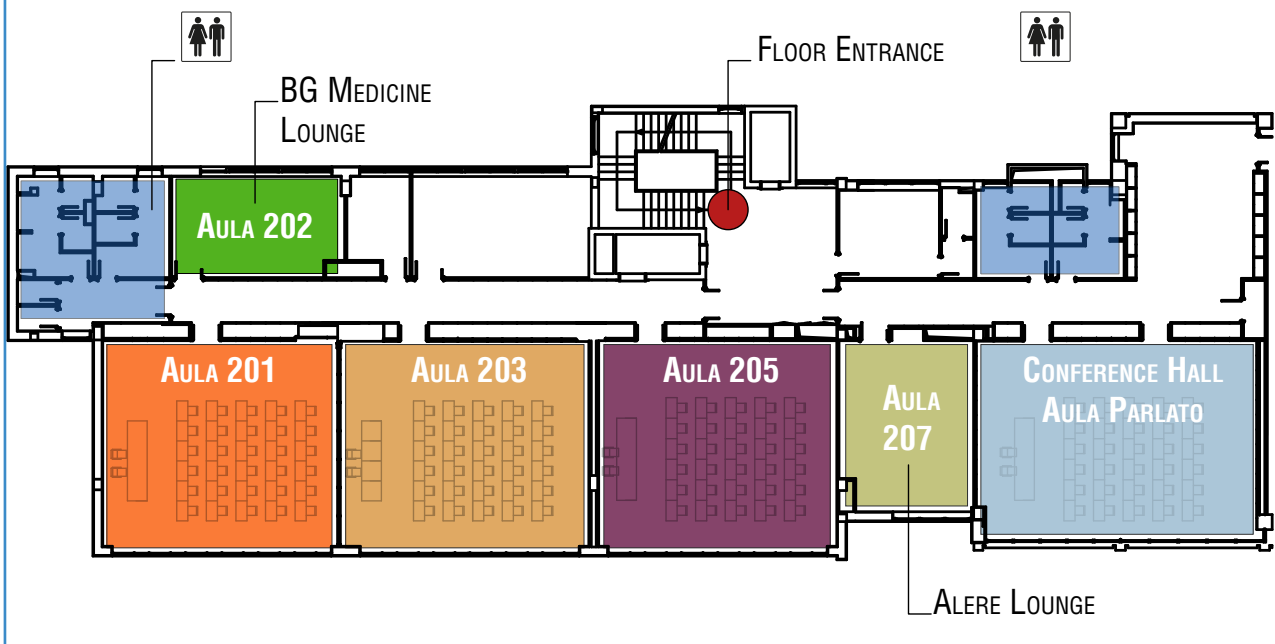 Floor Entrance
BG Medicine
Lounge
Aula 202
Aula 201
Aula 203
Aula 205
Aula
207
Conference Hall
Aula Parlato
Alere Lounge